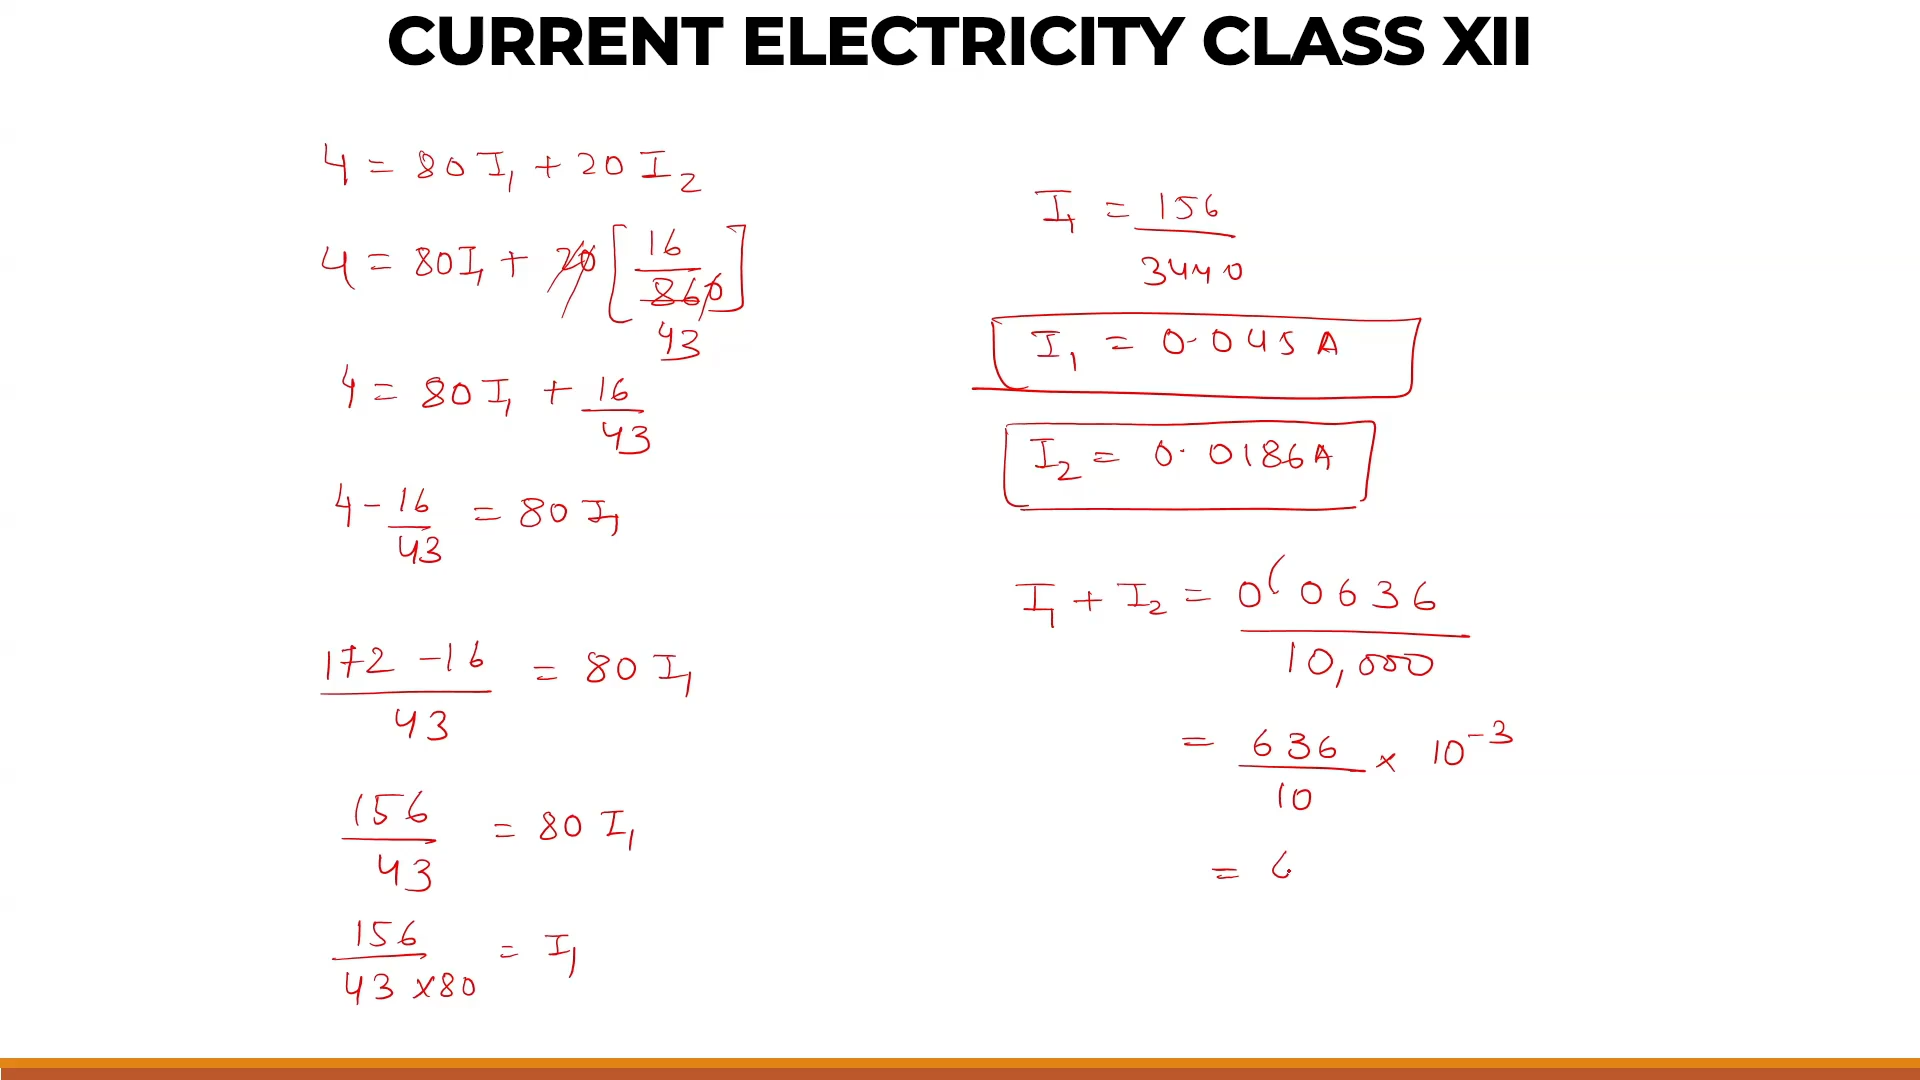 CURRENT ELECTRICITY CLASS XII
4 = 80 I₁ + 20 I₂
4 = 80I₁ + 20 [16/860]
43
4 = 80 I₁ + 16/43
4 - 16/43 = 80 I₁
172 - 16/43 = 80 I₁
156/43 = 80 I₁
156/43 x80 = I₁
I₁ = 156/3440
I₁ = 0.045 A
I₂ = 0.0186A
I₁ + I₂ = 0(0636/10,000
= 636/10 x 10⁻³
= 6